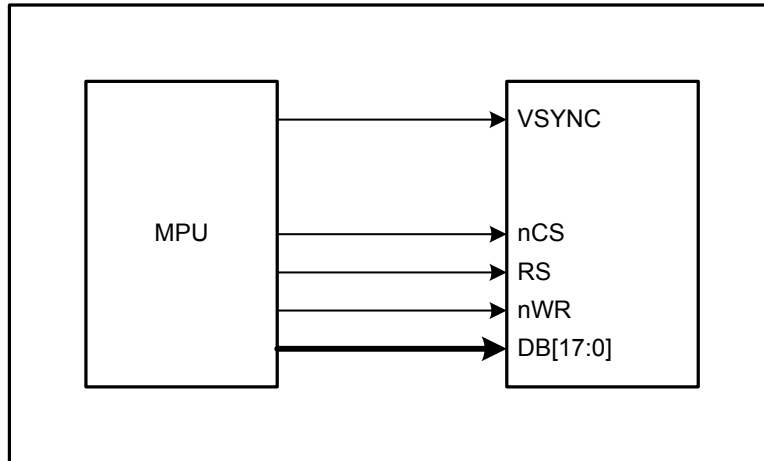 VSYNC
MPU
nCS
RS
nWR
DB[17:0]